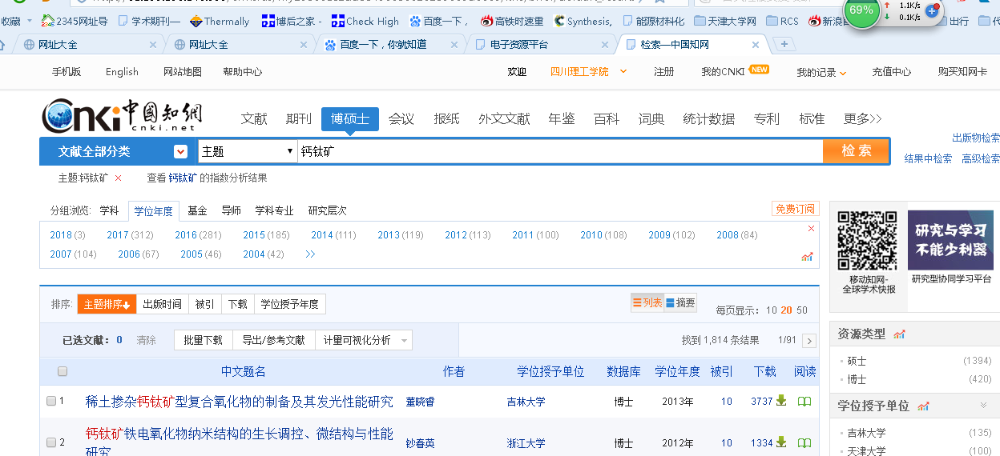 69%
1.1K/s
0.1K/s
收藏 2345网址导 学术期刊— Thermally 博后之家 - Check High 百度一下， 高铁时速重 Synthesis, 能源材料化 天津大学网 RCS 新浪 出行
网址大全 网址大全 百度一下，你就知道 电子资源平台 检索—中国知网
手机版 English 网站地图 帮助中心 欢迎 四川理工学院 注册 我的CNKI NEW 我的记录 充值中心 购买知网卡
Cnki 中国知網
cnki.net
文献 期刊 博硕士 会议 报纸 外文文献 年鉴 百科 词典 统计数据 专利 标准 更多>>
出版物检索
文献全部分类 主题 钙钛矿 检 索
结果中检索 高级检索
主题:钙钛矿 × 查看 钙钛矿 的指数分析结果
分组浏览: 学科 学位年度 基金 导师 学科专业 研究层次 免费订阅
2018 (3) 2017 (312) 2016 (281) 2015 (185) 2014 (111) 2013 (119) 2012 (113) 2011 (100) 2010 (108) 2009 (102) 2008 (84)
2007 (104) 2006 (67) 2005 (46) 2004 (42) >>
研究与学习
不能少利器
移动知网-
全球学术快报
研究型协同学习平台
排序: 主题排序 出版时间 被引 下载 学位授予年度 列表 摘要 每页显示: 10 20 50
已选文献: 0 清除 批量下载 导出/参考文献 计量可视化分析 找到 1,814 条结果 1/91 >
中文题名 作者 学位授予单位 数据库 学位年度 被引 下载 阅读
1 稀土掺杂钙钛矿型复合氧化物的制备及其发光性能研究 董晓睿 吉林大学 博士 2013年 10 3737
2 钙钛矿铁电氧化物纳米结构的生长调控、微结构与性能研究 钞春英 浙江大学 博士 2012年 10 1334
资源类型
硕士 (1394)
博士 (420)
学位授予单位
吉林大学 (135)
天津大学 (100)